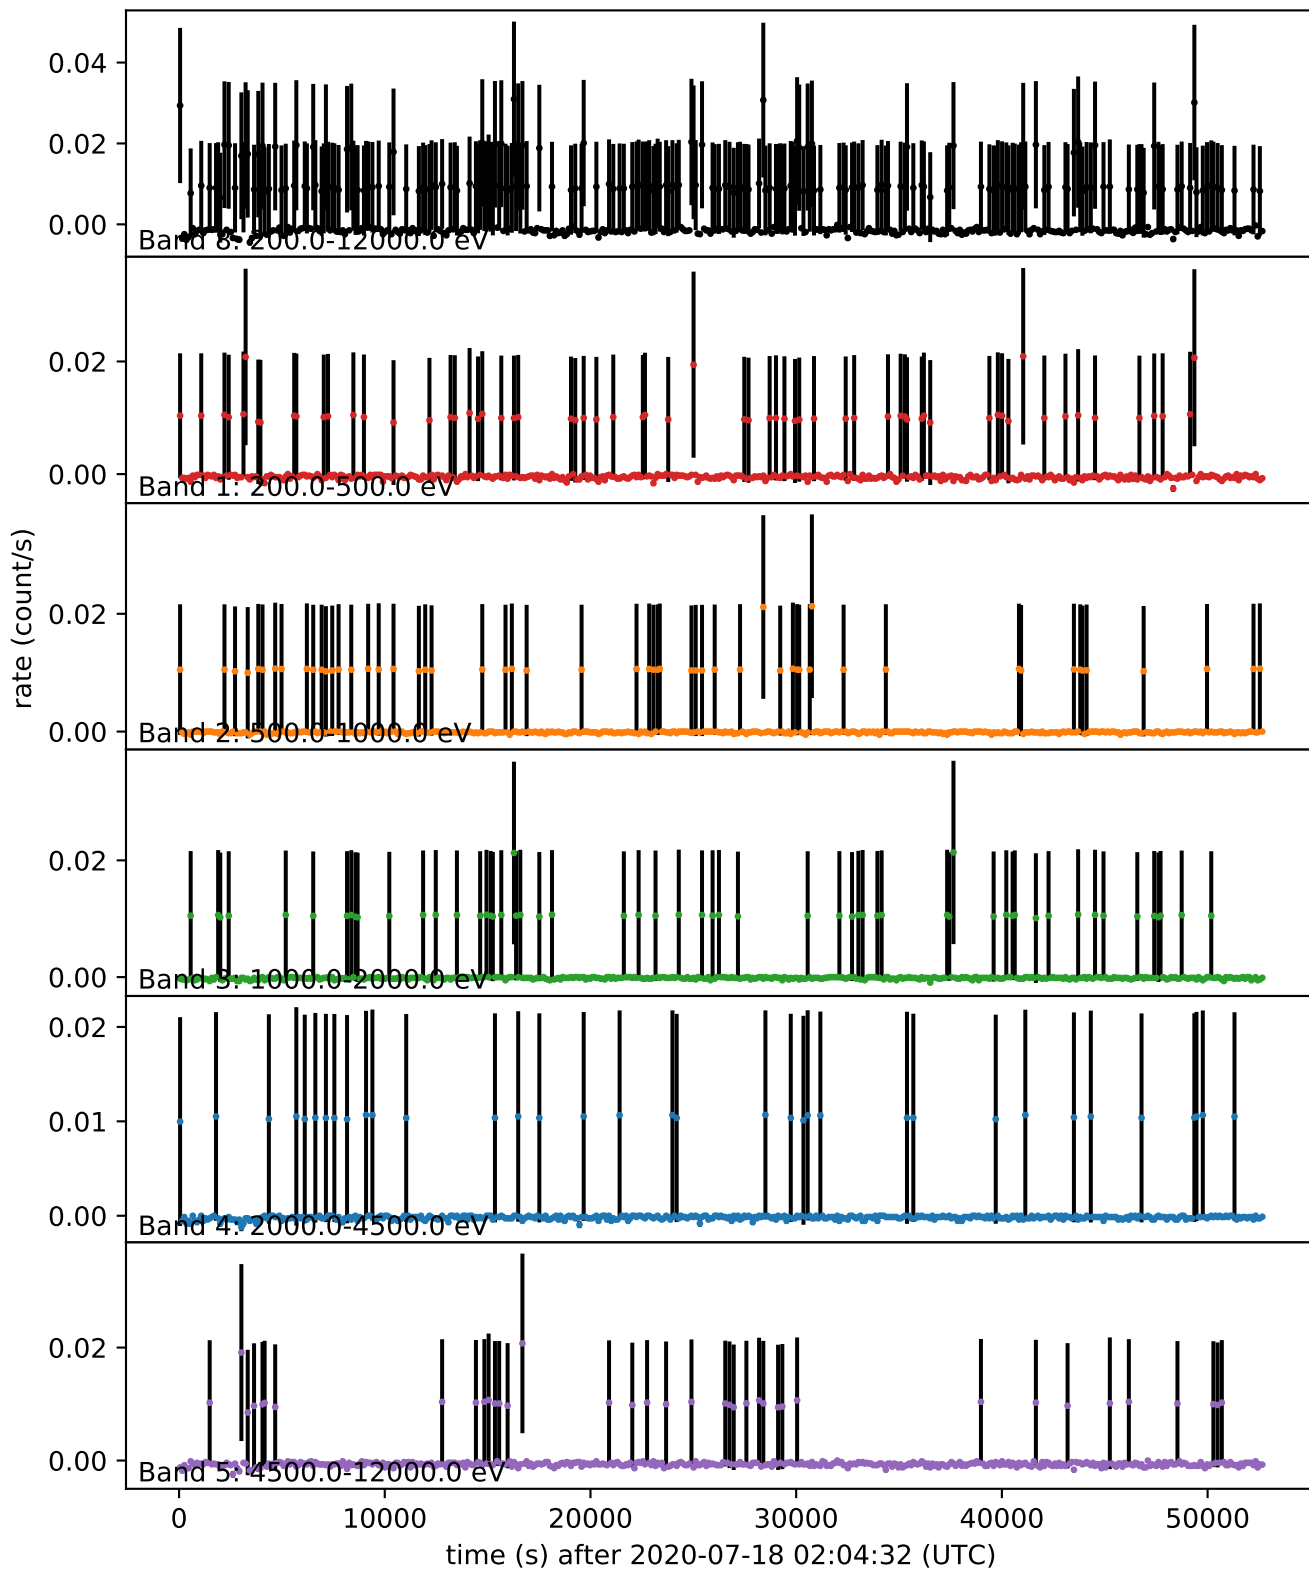 0.04
0.02
0.00
Band 8: 200.0-12000.0 eV
0.02
0.00
Band 1: 200.0-500.0 eV
rate (count/s)
0.02
0.00
Band 2: 500.0-1000.0 eV
0.02
0.00
Band 3: 1000.0-2000.0 eV
0.02
0.01
0.00
Band 4: 2000.0-4500.0 eV
0.02
0.00
Band 5: 4500.0-12000.0 eV
0 10000 20000 30000 40000 50000
time (s) after 2020-07-18 02:04:32 (UTC)